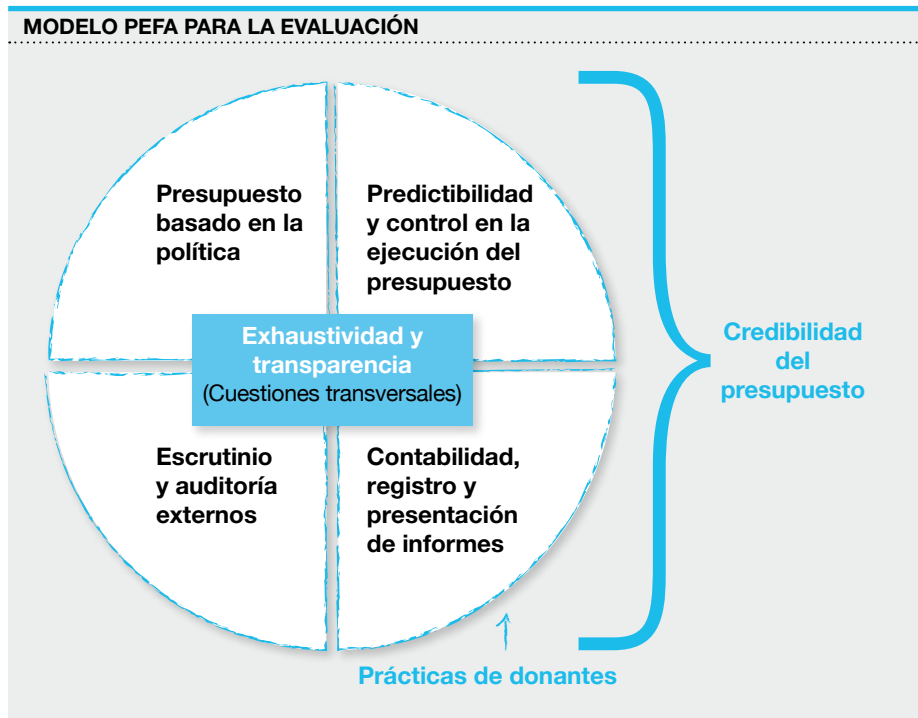 MODELO PEFA PARA LA EVALUACIÓN
Presupuesto
basado en la
política
Predictibilidad
y control en la
ejecución del
presupuesto
Exhaustividad y
transparencia
(Cuestiones transversales)
Escrutinio
y auditoría
externos
Contabilidad,
registro y
presentación
de informes
Credibilidad
del
presupuesto
Prácticas de donantes